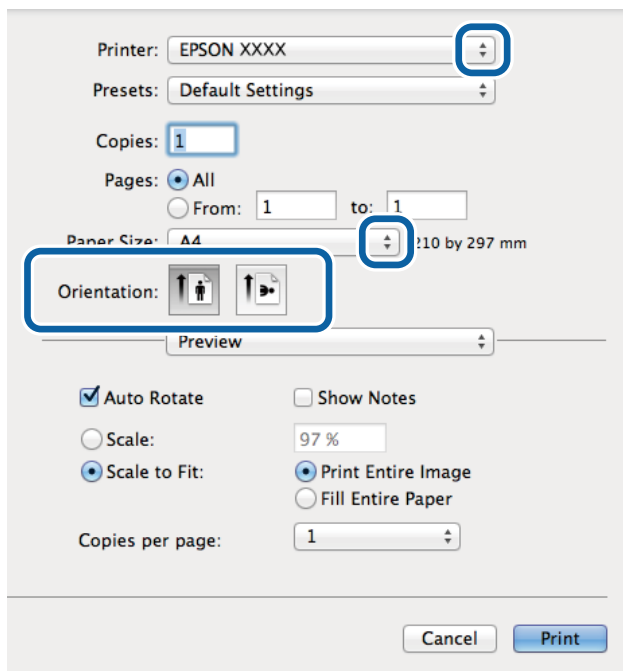 Printer: EPSON XXXX
Presets: Default Settings
Copies: 1
Pages: All
From: 1 to: 1
Paper Size: A4 210 by 297 mm
Orientation:
Preview
Auto Rotate Show Notes
Scale: 97 %
Scale to Fit: Print Entire Image
Fill Entire Paper
Copies per page: 1
Cancel Print